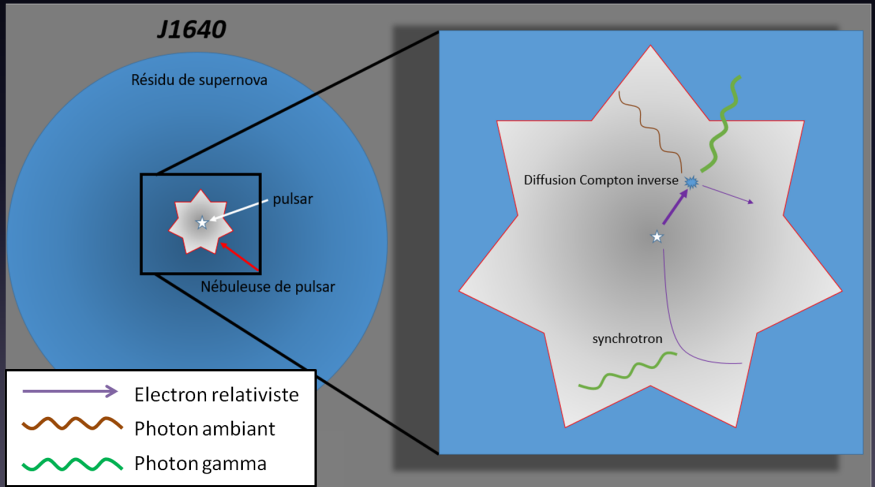 J1640
Résidu de supernova
pulsar
Nébuleuse de pulsar
Diffusion Compton inverse
synchrotron
Electron relativiste
Photon ambiant
Photon gamma